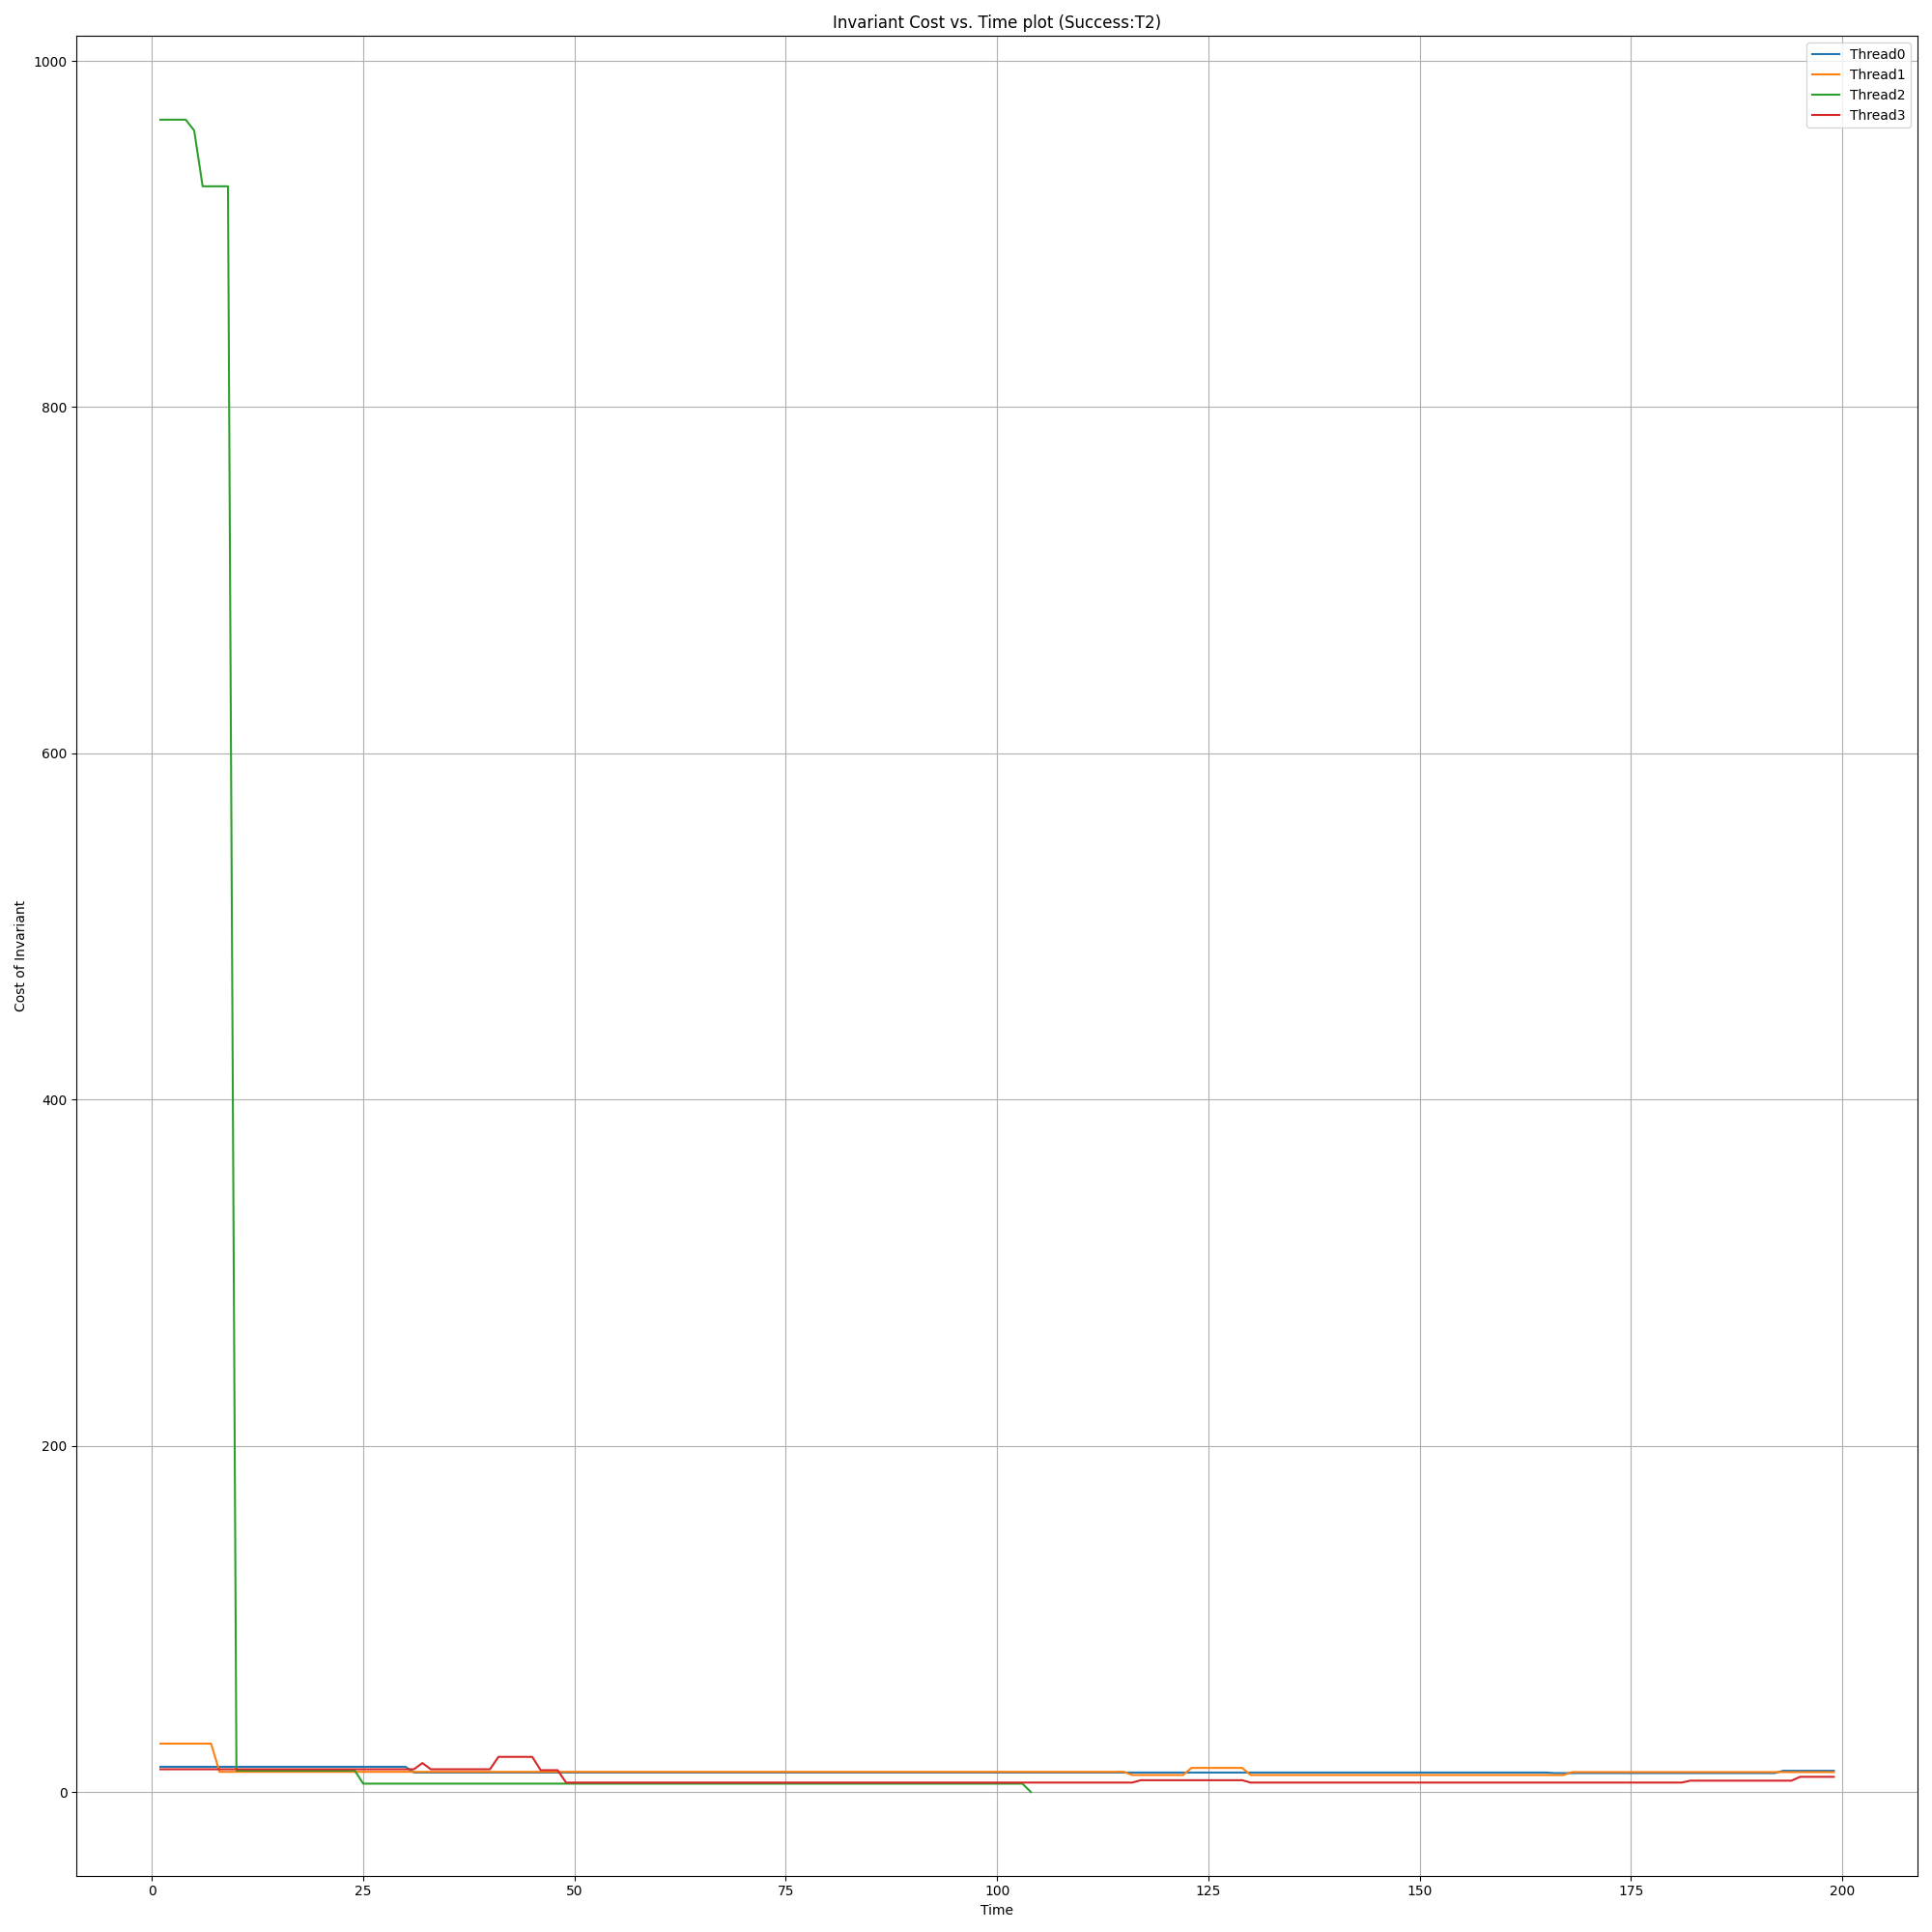 Invariant Cost vs. Time plot (Success:T2)
Thread0
Thread1
Thread2
Thread3
1000
800
600
400
200
0
Cost of Invariant
0 25 50 75 100 125 150 175 200
Time